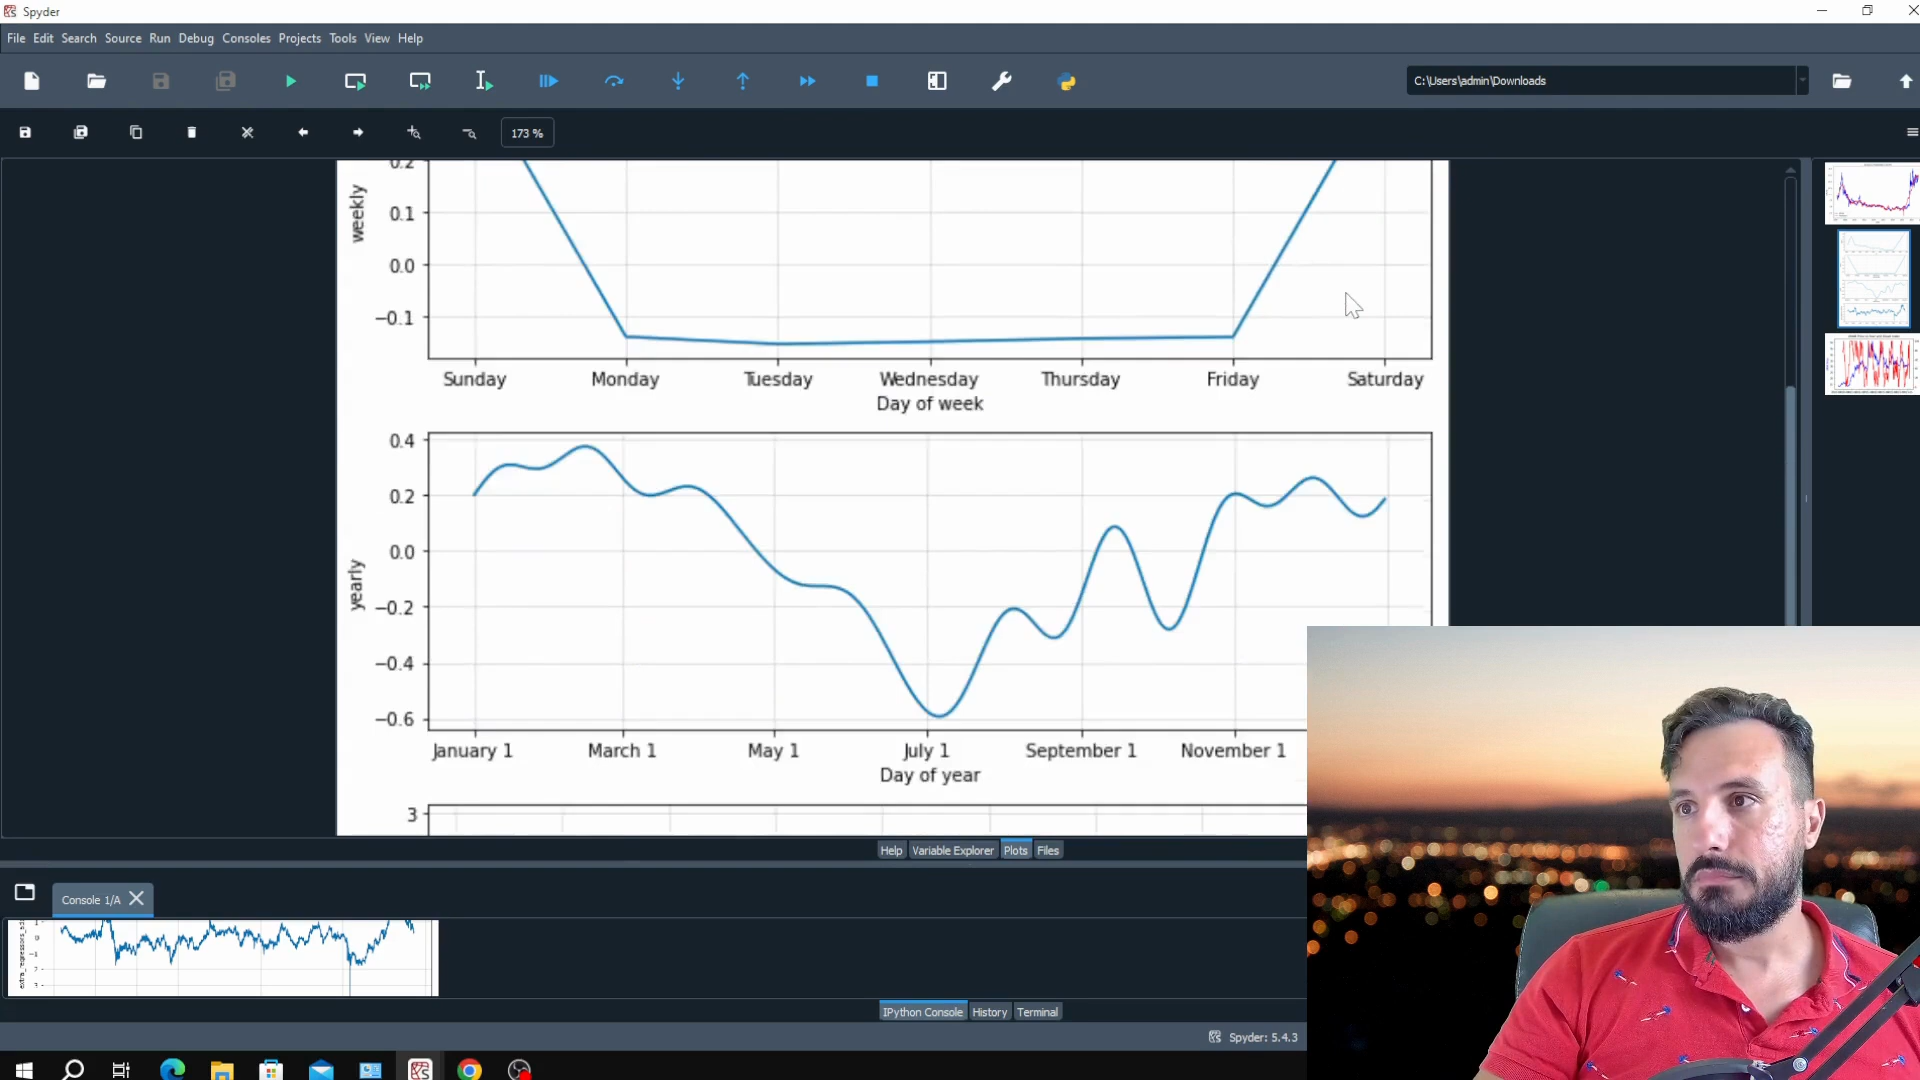 Spyder
File Edit Search Source Run Debug Consoles Projects Tools View Help
C:\Users\admin\Downloads
173 %
0.2
0.1
0.0
−0.1
weekly
Sunday Monday Tuesday Wednesday Thursday Friday Saturday
Day of week
0.4
0.2
0.0
−0.2
−0.4
−0.6
yearly
January 1 March 1 May 1 July 1 September 1 November 1
Day of year
3
Help Variable Explorer Plots Files
Console 1/A
IPython Console History Terminal
Spyder: 5.4.3